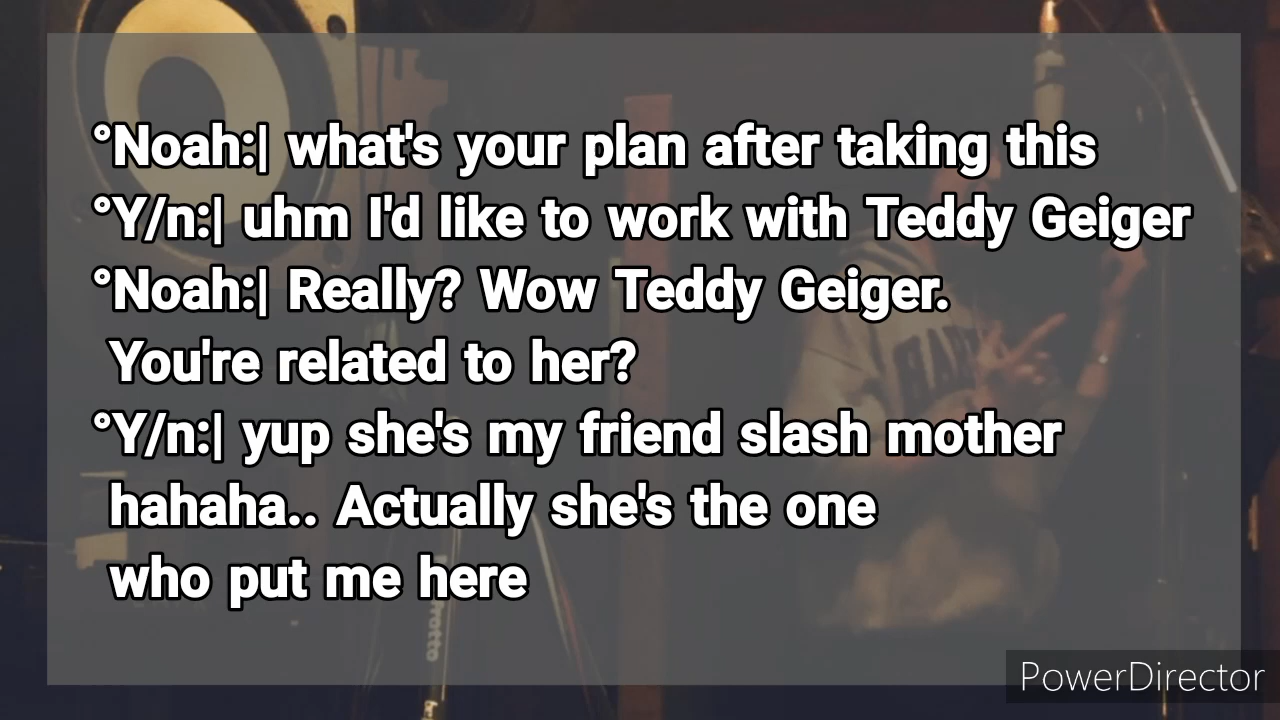 °Noah:| what's your plan after taking this
°Y/n:| uhm I'd like to work with Teddy Geiger
°Noah:| Really? Wow Teddy Geiger.
You're related to her?
°Y/n:| yup she's my friend slash mother
hahaha.. Actually she's the one
who put me here
PowerDirector